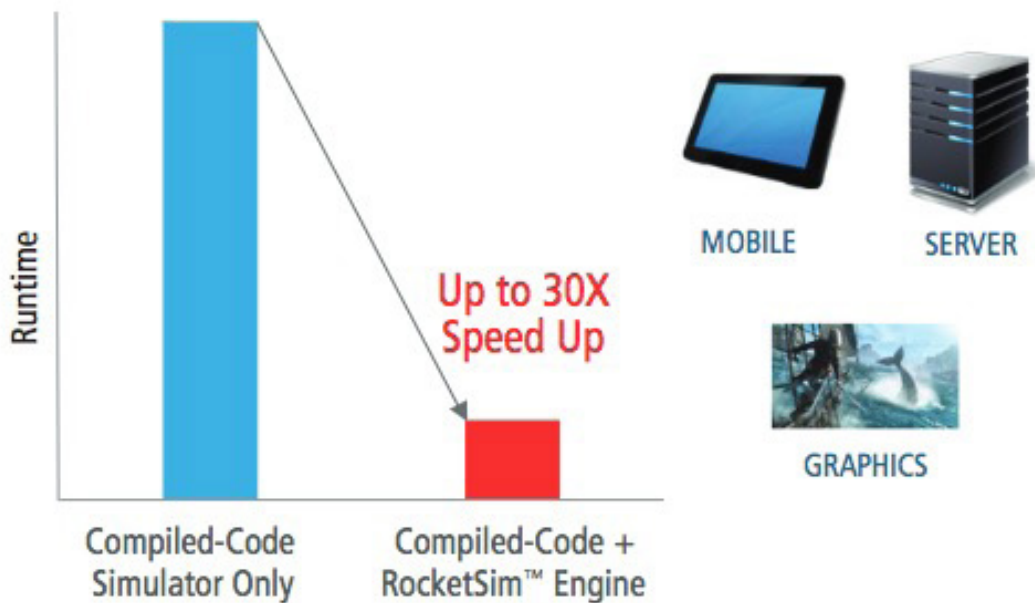 Runtime
Up to 30X
Speed Up
Compiled-Code
Simulator Only
Compiled-Code +
RocketSim™ Engine
MOBILE
SERVER
GRAPHICS